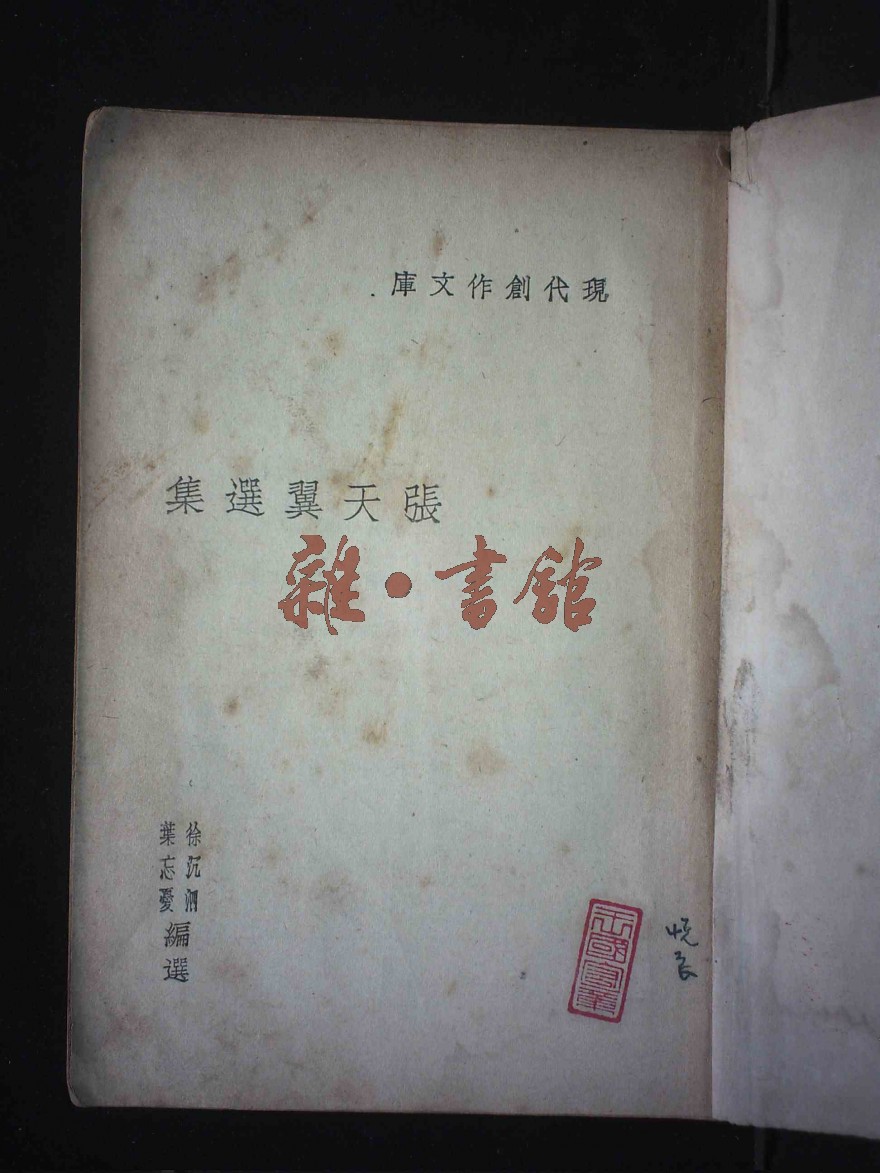 現代創作文庫
張天翼選集
雜·書館
徐沉泗
葉忘憂
編選